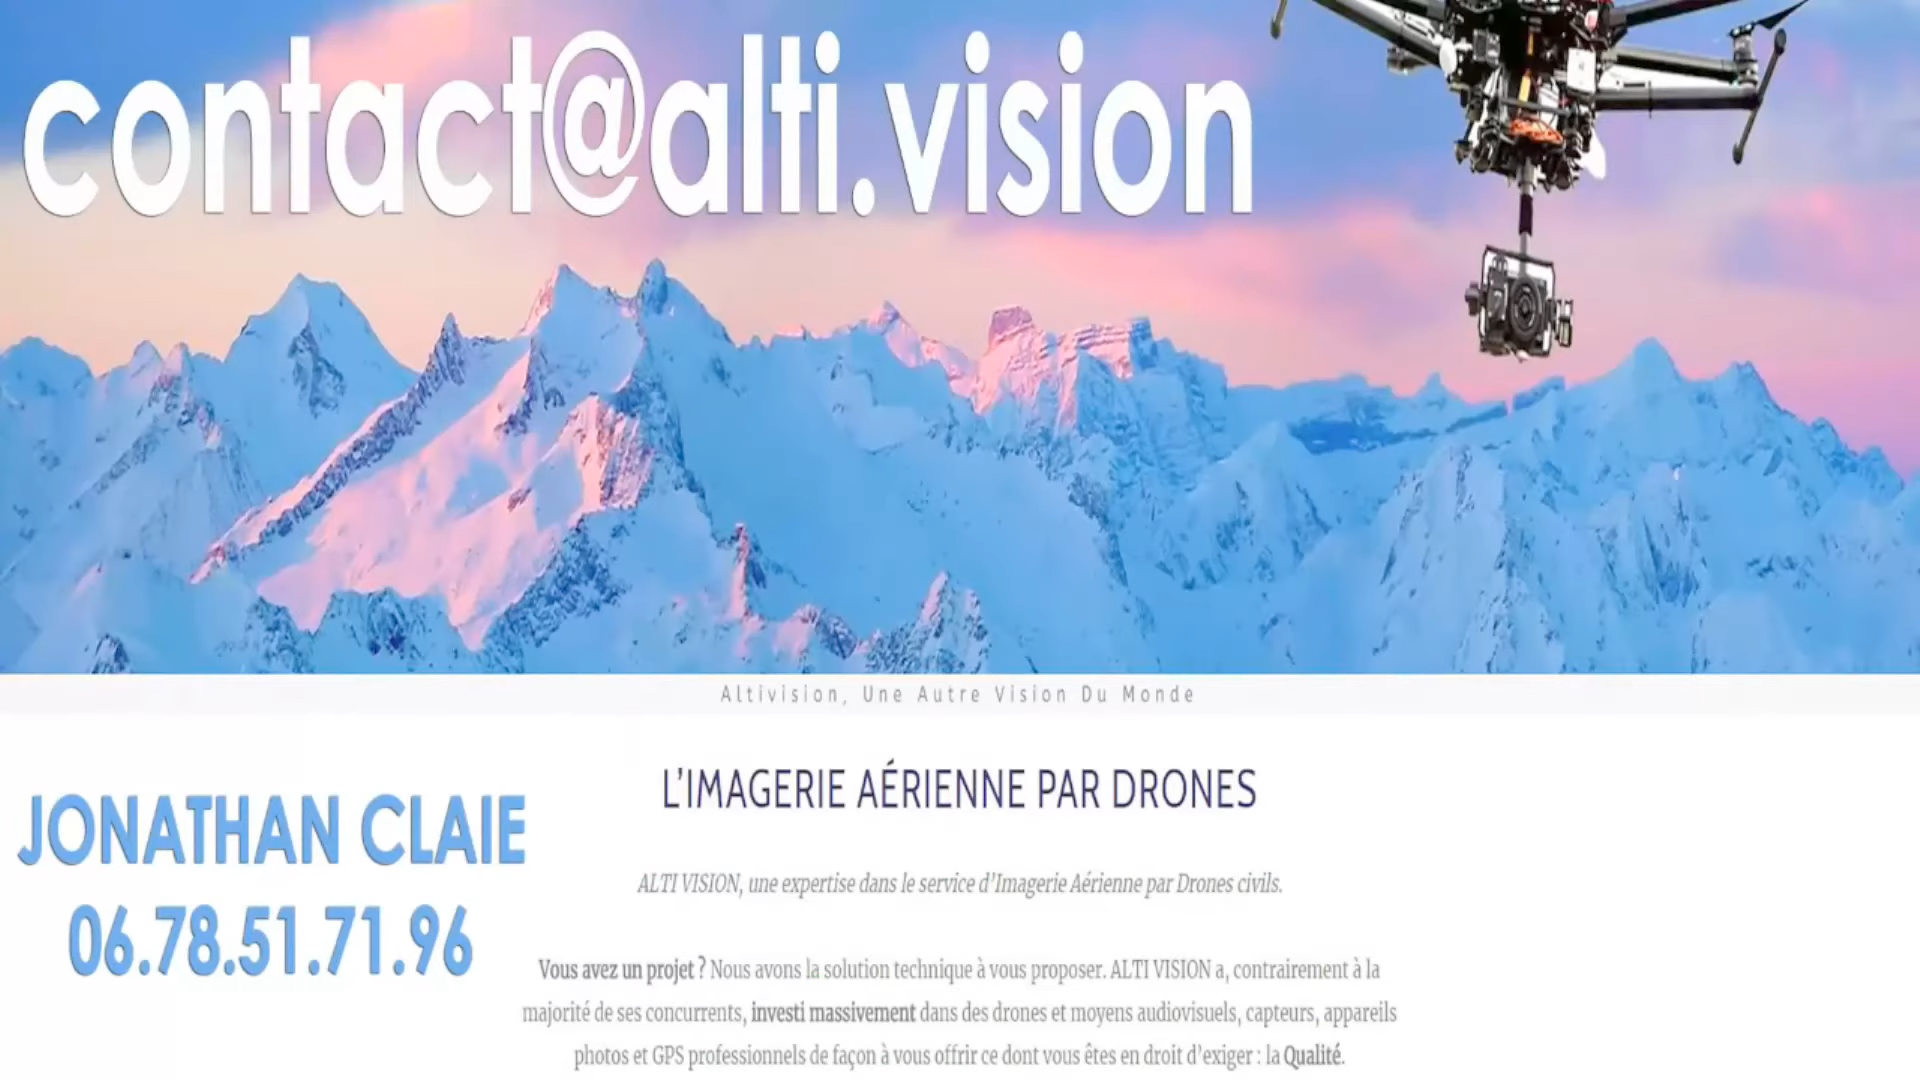 contact@alti.vision
Altivision, Une Autre Vision Du Monde
L'IMAGERIE AÉRIENNE PAR DRONES
JONATHAN CLAIE
06.78.51.71.96
ALTI VISION, une expertise dans le service d'Imagerie Aérienne par Drones civils.
Vous avez un projet ? Nous avons la solution technique à vous proposer. ALTI VISION a, contrairement à la
majorité de ses concurrents, investi massivement dans des drones et moyens audiovisuels, capteurs, appareils
photos et GPS professionnels de façon à vous offrir ce dont vous êtes en droit d'exiger : la Qualité.